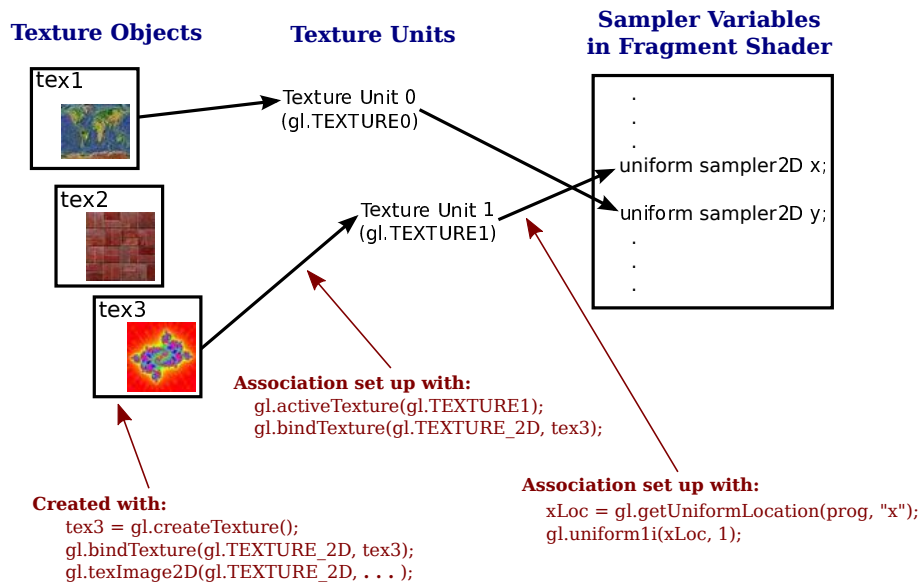 Texture Objects
Texture Units
Sampler Variables
in Fragment Shader
tex1
tex2
tex3
Texture Unit 0
(gl.TEXTURE0)
Texture Unit 1
(gl.TEXTURE1)
.
.
.
uniform sampler2D x;
uniform sampler2D y;
.
.
.
Association set up with:
gl.activeTexture(gl.TEXTURE1);
gl.bindTexture(gl.TEXTURE_2D, tex3);
Association set up with:
xLoc = gl.getUniformLocation(prog, "x");
gl.uniform1i(xLoc, 1);
Created with:
tex3 = gl.createTexture();
gl.bindTexture(gl.TEXTURE_2D, tex3);
gl.texImage2D(gl.TEXTURE_2D, . . . );